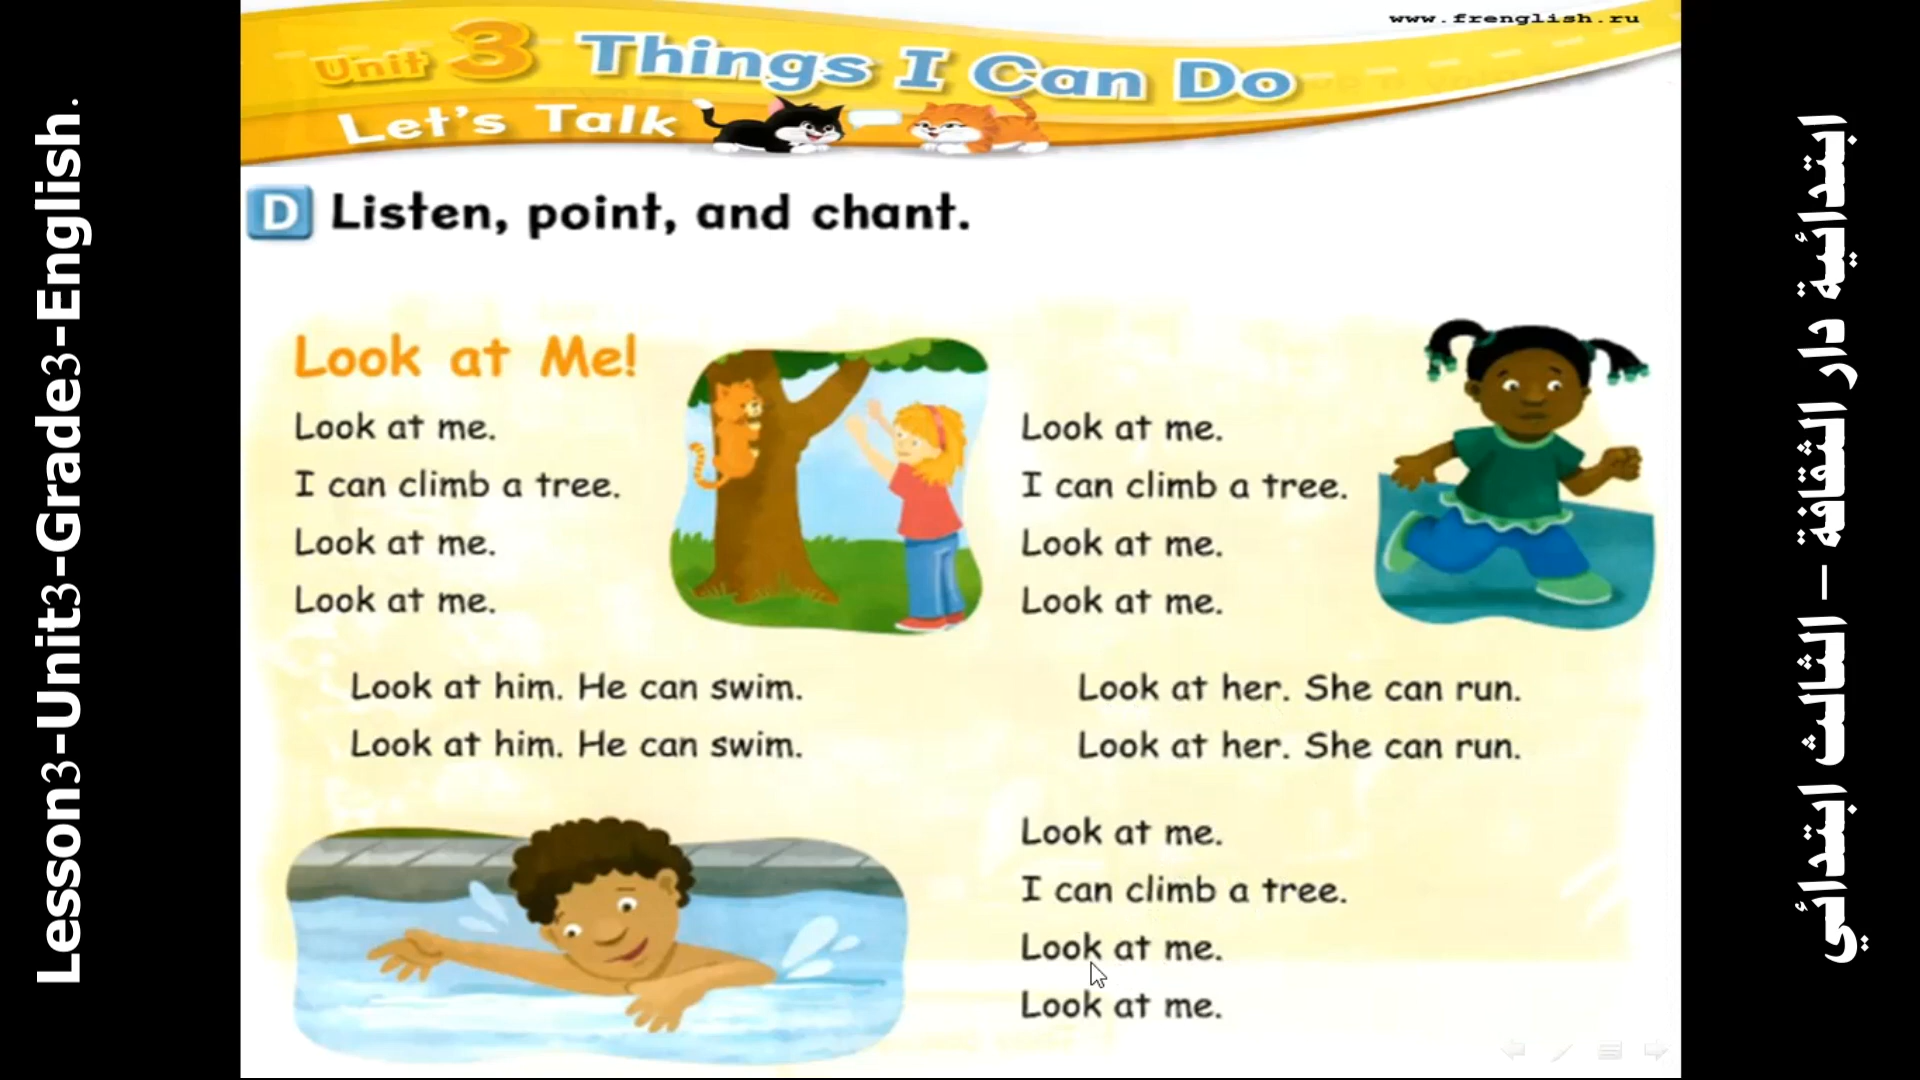 www.frenglish.ru
Unit 3 Things I Can Do
Let's Talk
D Listen, point, and chant.
Look at Me!
Look at me.
I can climb a tree.
Look at me.
Look at me.
Look at him. He can swim.
Look at him. He can swim.
Look at me.
I can climb a tree.
Look at me.
Look at me.
Look at her. She can run.
Look at her. She can run.
Look at me.
I can climb a tree.
Look at me.
Look at me.
Lesson3-Unit3-Grade3-English.
ابتدائية دار الثقافة – الثالث ابتدائي